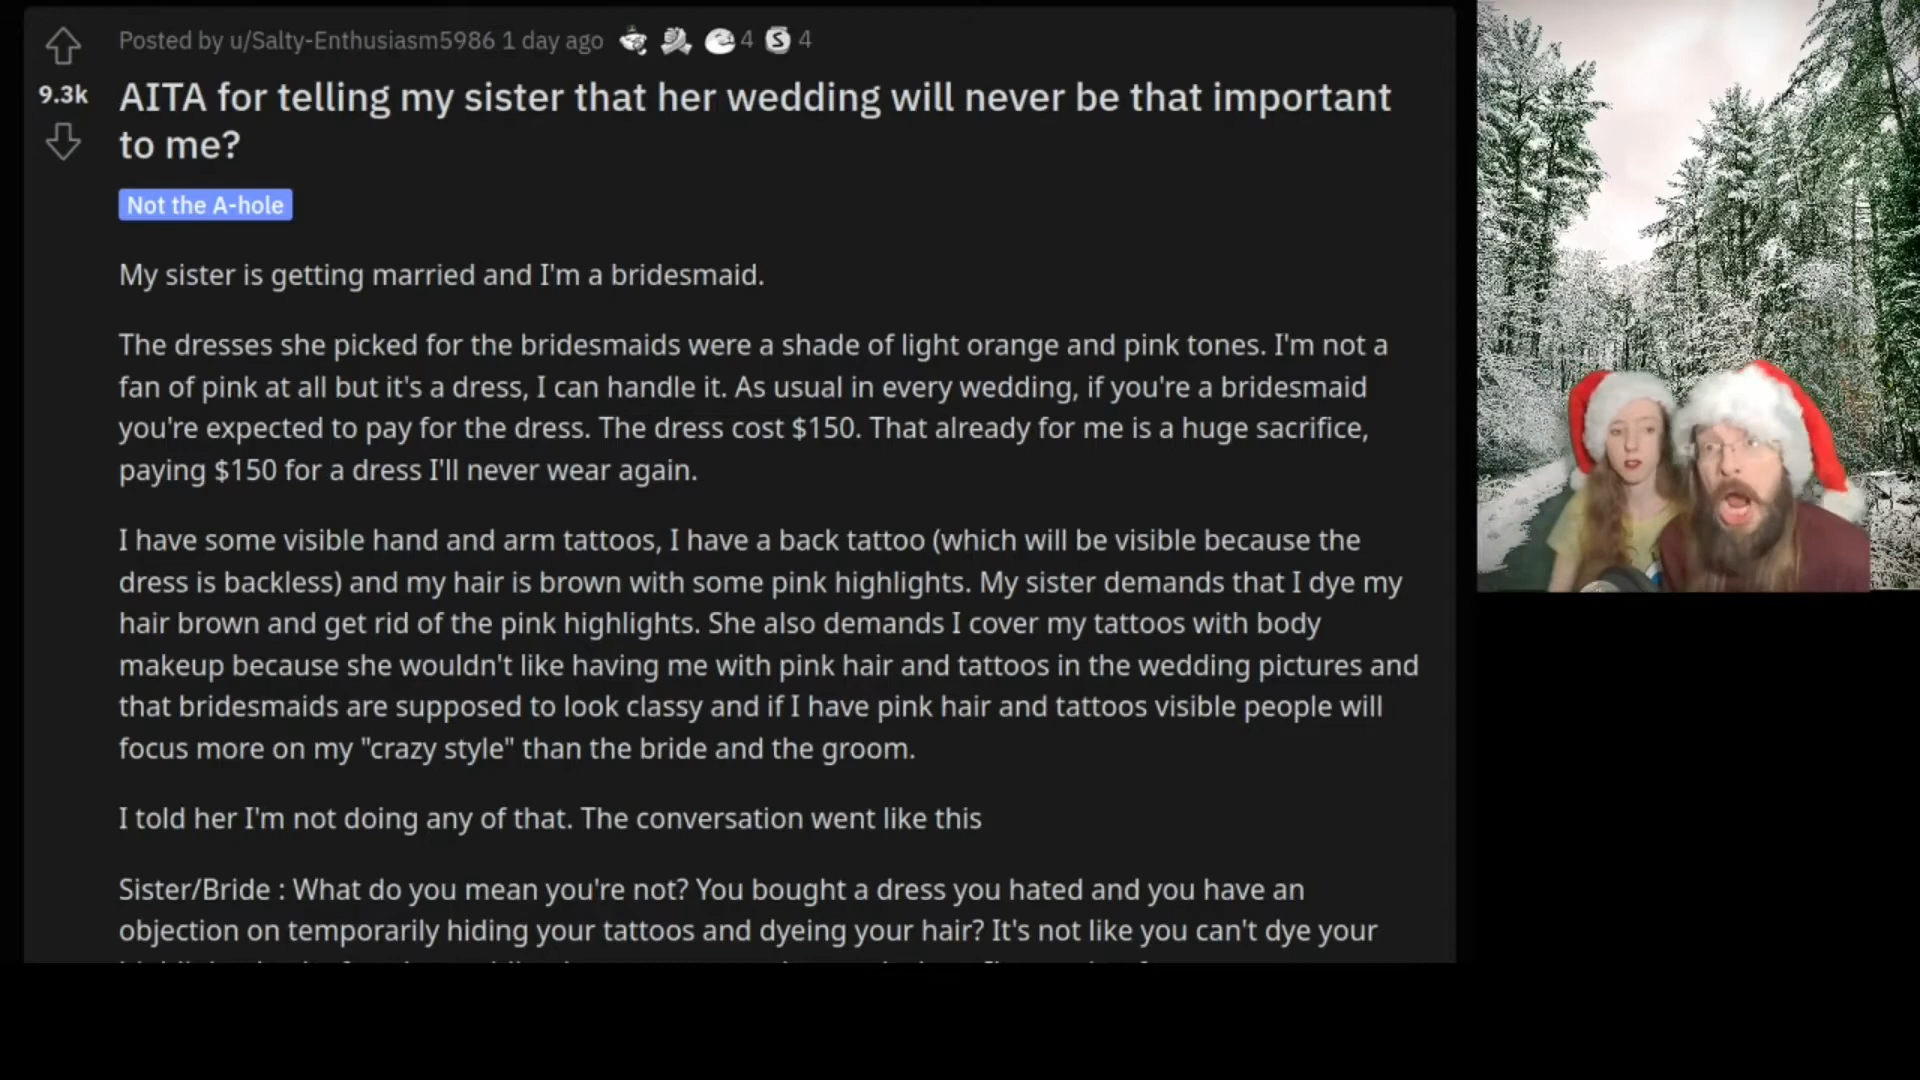 Posted by u/Salty-Enthusiasm5986 1 day ago 4 S 4
9.3k
AITA for telling my sister that her wedding will never be that important
to me?
Not the A-hole
My sister is getting married and I'm a bridesmaid.
The dresses she picked for the bridesmaids were a shade of light orange and pink tones. I'm not a
fan of pink at all but it's a dress, I can handle it. As usual in every wedding, if you're a bridesmaid
you're expected to pay for the dress. The dress cost $150. That already for me is a huge sacrifice,
paying $150 for a dress I'll never wear again.
I have some visible hand and arm tattoos, I have a back tattoo (which will be visible because the
dress is backless) and my hair is brown with some pink highlights. My sister demands that I dye my
hair brown and get rid of the pink highlights. She also demands I cover my tattoos with body
makeup because she wouldn't like having me with pink hair and tattoos in the wedding pictures and
that bridesmaids are supposed to look classy and if I have pink hair and tattoos visible people will
focus more on my "crazy style" than the bride and the groom.
I told her I'm not doing any of that. The conversation went like this
Sister/Bride : What do you mean you're not? You bought a dress you hated and you have an
objection on temporarily hiding your tattoos and dyeing your hair? It's not like you can't dye your